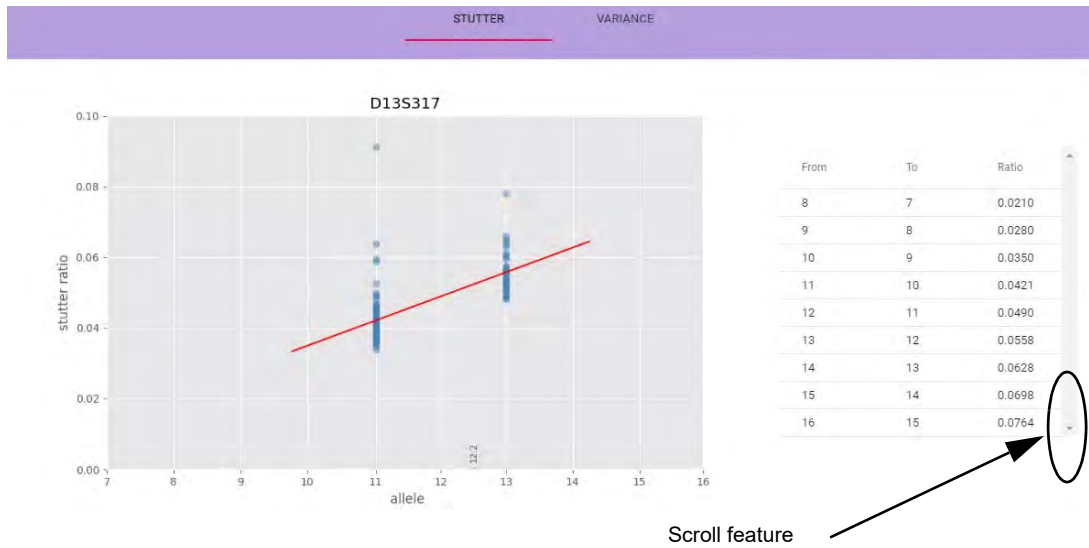 STUTTER VARIANCE
D13S317
0.10
0.08
0.06
0.04
0.02
0.00
stutter ratio
12.2
7 8 9 10 11 12 13 14 15 16
allele
From To Ratio
8 7 0.0210
9 8 0.0280
10 9 0.0350
11 10 0.0421
12 11 0.0490
13 12 0.0558
14 13 0.0628
15 14 0.0698
16 15 0.0764
Scroll feature